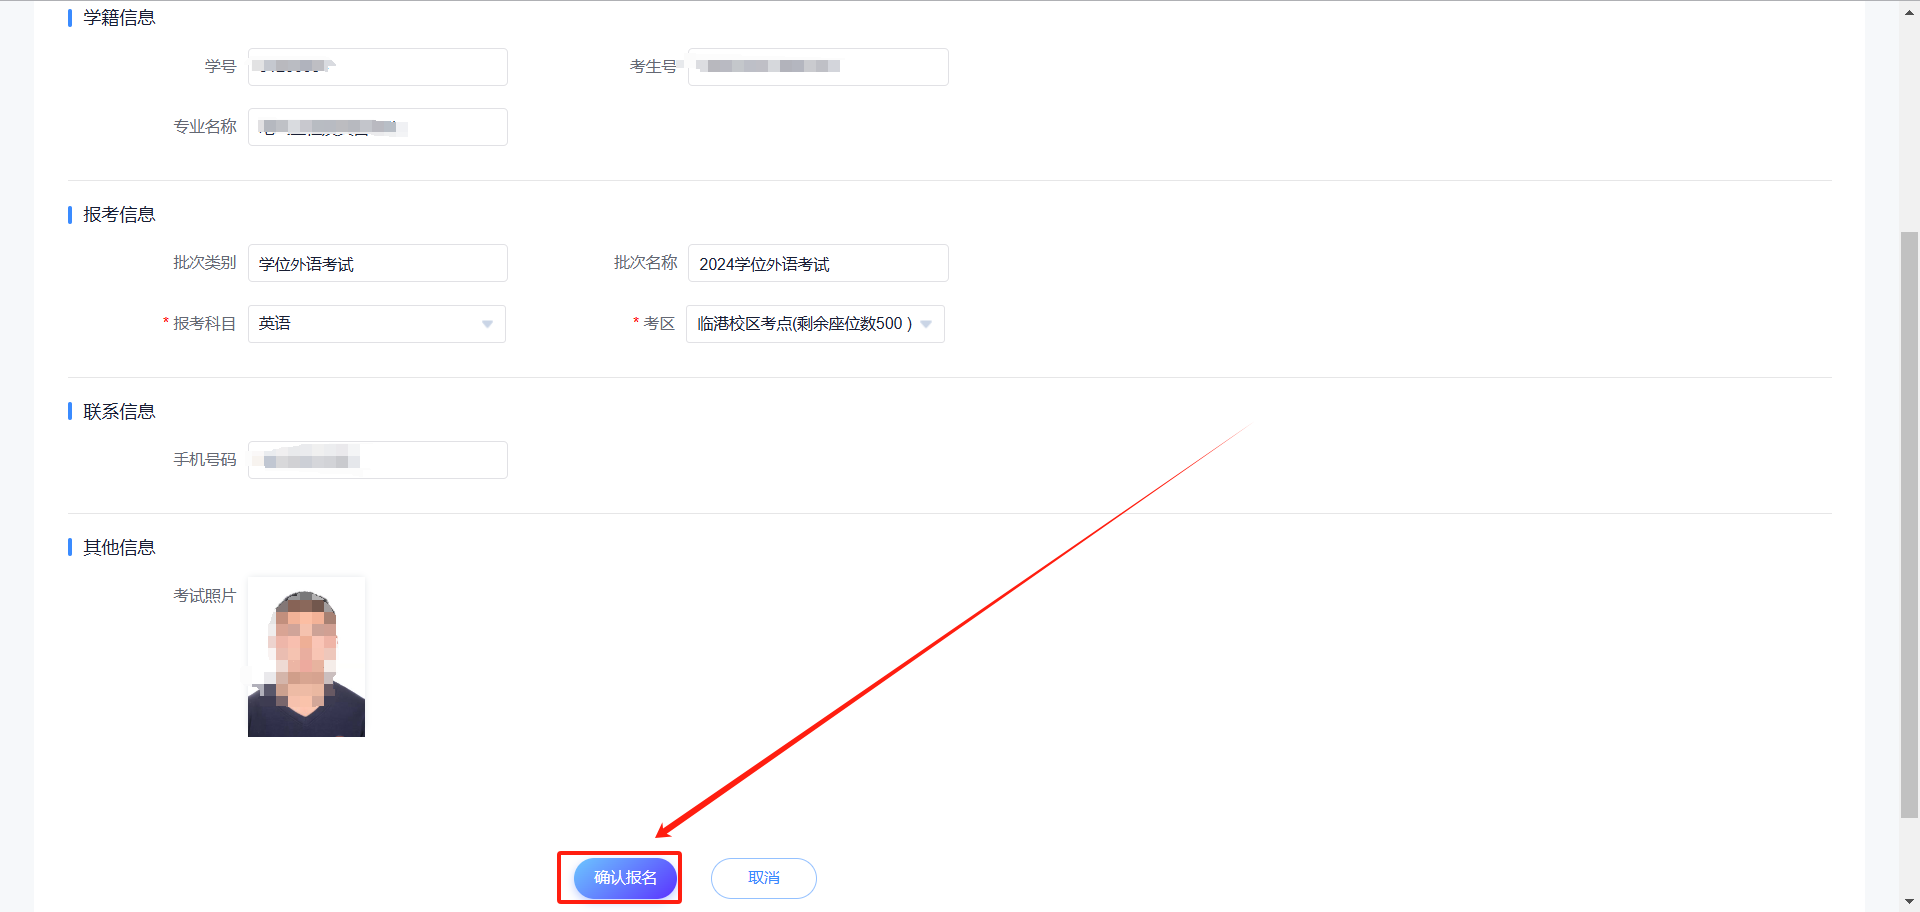 学籍信息
学号
考生号
专业名称
报考信息
批次类别 学位外语考试
批次名称 2024学位外语考试
* 报考科目 英语
* 考区 临港校区考点(剩余座位数500 )
联系信息
手机号码
其他信息
考试照片
确认报名 取消